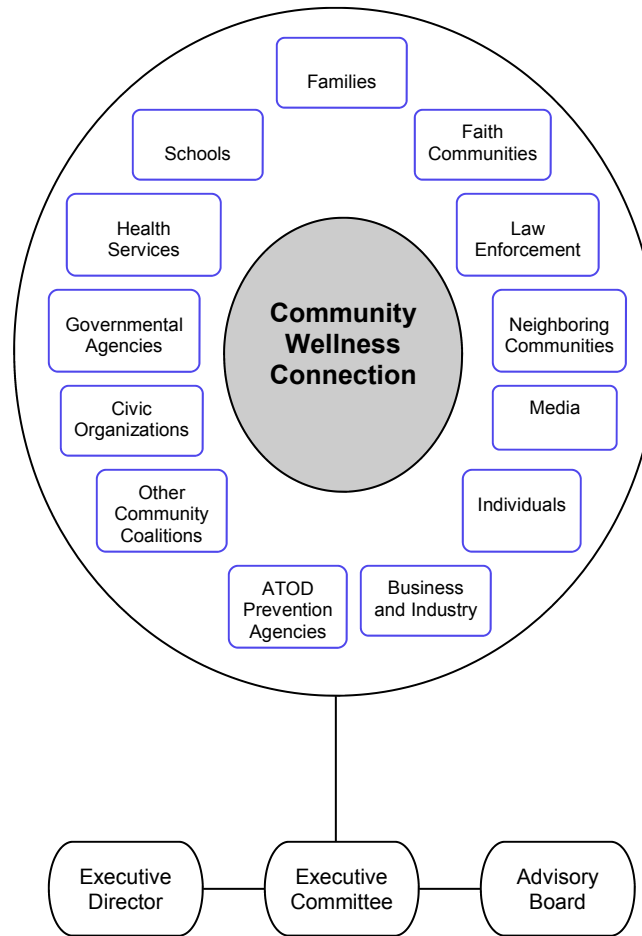 Families
Schools
Faith
Communities
Health
Services
Law
Enforcement
Community
Wellness
Connection
Governmental
Agencies
Neighboring
Communities
Civic
Organizations
Media
Other
Community
Coalitions
Individuals
ATOD
Prevention
Agencies
Business
and Industry
Executive
Director
Executive
Committee
Advisory
Board